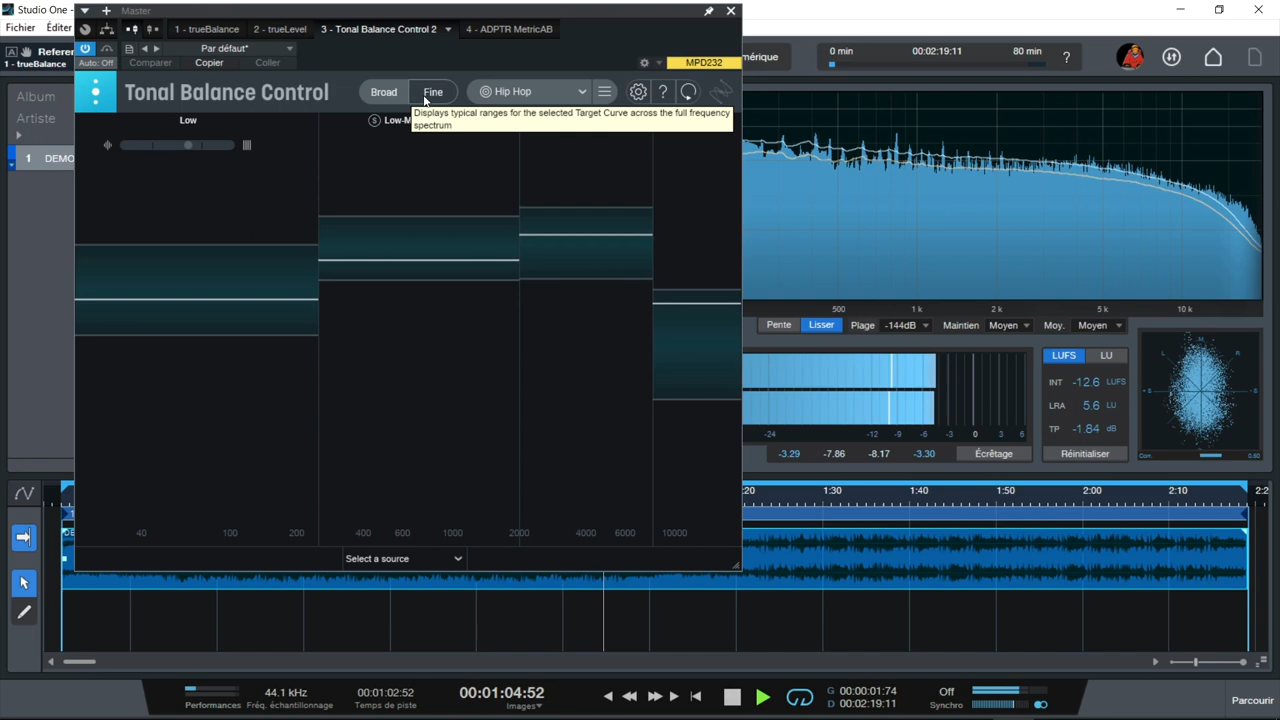 Studio One
Master
Fichier
Éditer
Referen
1 - trueBalance
2 - trueLevel
3 - Tonal Balance Control 2
4 - ADPTR MetricAB
1 - trueBalance
Auto: Off
Par défaut*
Comparer
Copier
Coller
MPD232
mérique
0 min
00:02:19:11
80 min
?
Album
Artiste
1
DEMO
Tonal Balance Control
Broad
Fine
Hip Hop
?
Displays typical ranges for the selected Target Curve across the full frequency
spectrum
Low
S
Low-M
40
100
200
400
600
1000
2000
4000
6000
10000
Select a source
500
1 k
2 k
5 k
10 k
Pente
Lisser
Plage
-144dB
Maintien
Moyen
Moy.
Moyen
-24
-12
-9
-6
-3
0
3
6
-3.29
-7.86
-8.17
-3.30
Écrêtage
LUFS
LU
INT
-12.6
LUFS
LRA
5.6
LU
TP
-1.84
dB
Réinitialiser
L
M
R
+S
-S
Corr.
0.60
:20
1:30
1:40
1:50
2:00
2:10
2:2
Performances
44.1 kHz
Fréq. échantillonnage
00:01:02:52
Temps de piste
00:01:04:52
Images
G
00:00:01:74
D
00:02:19:11
Off
Synchro
Parcourir